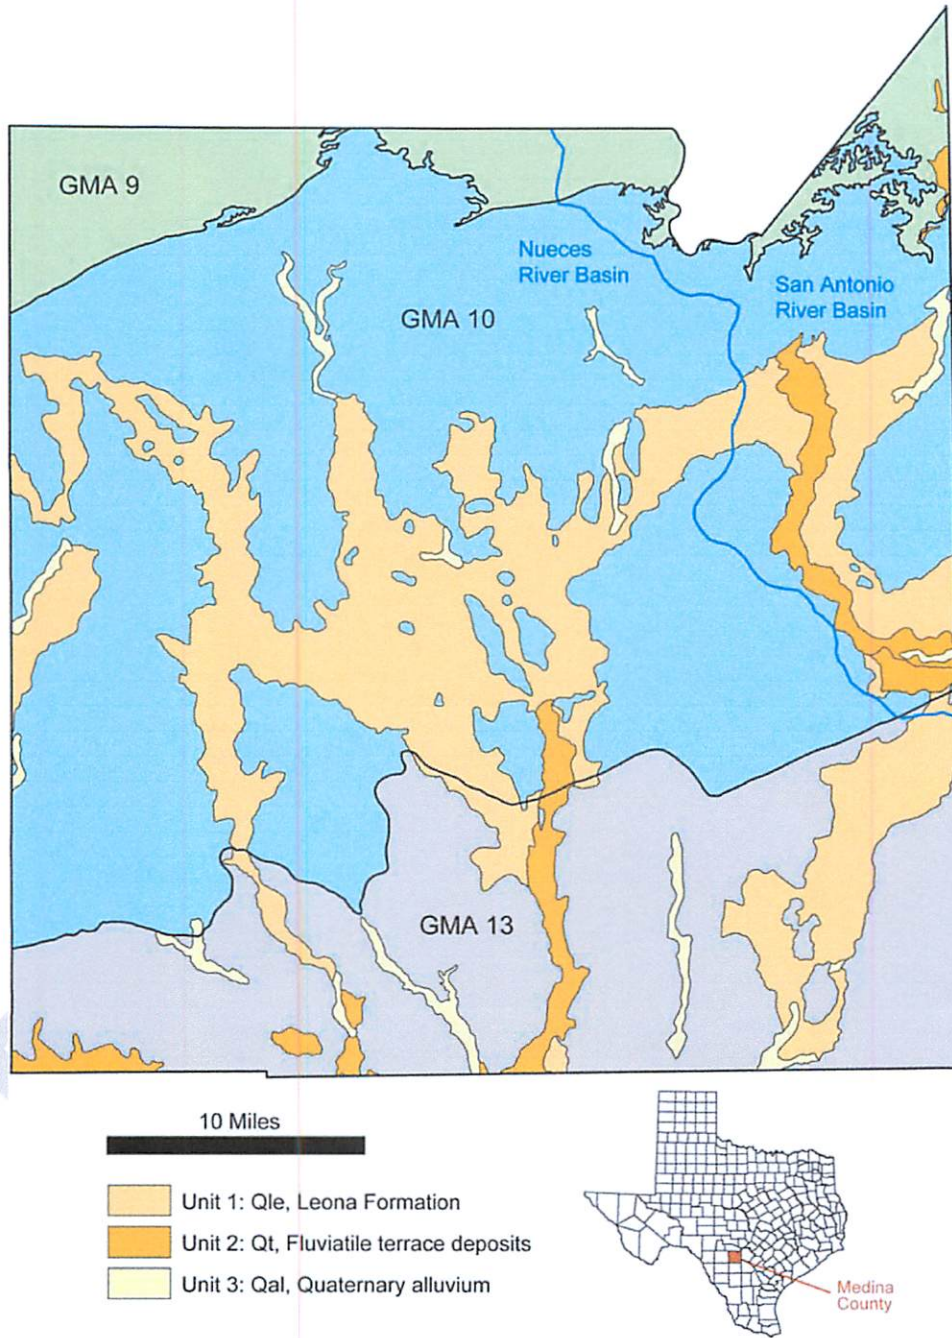 GMA 9
Nueces
River Basin
San Antonio
River Basin
GMA 10
GMA 13
10 Miles
Unit 1: Qle, Leona Formation
Unit 2: Qt, Fluviatile terrace deposits
Unit 3: Qal, Quaternary alluvium
Medina
County